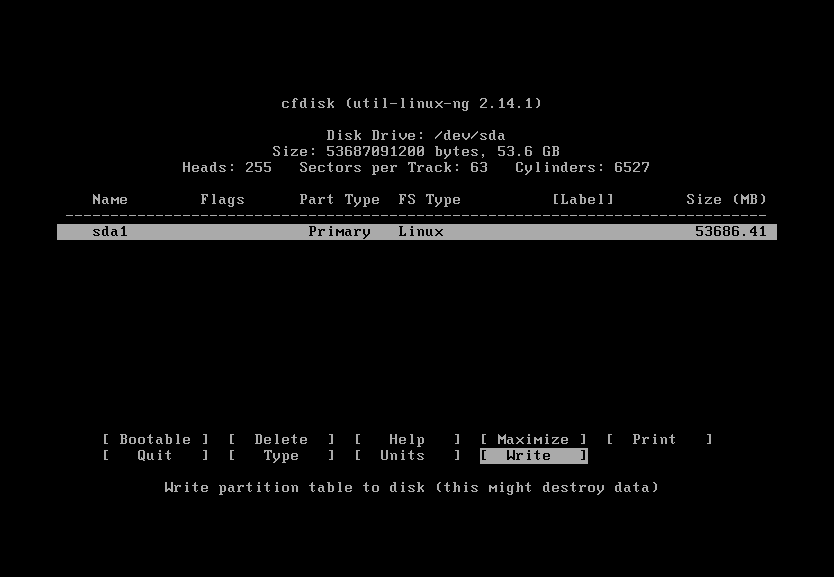 cfdisk (util-linux-ng 2.14.1)
Disk Drive: /dev/sda
Size: 53687091200 bytes, 53.6 GB
Heads: 255   Sectors per Track: 63   Cylinders: 6527
Name        Flags      Part Type  FS Type          [Label]        Size (MB)
------------------------------------------------------------------------------
sda1                    Primary   Linux                            53686.41
[ Bootable ]  [  Delete  ]  [   Help   ]  [ Maximize ]  [  Print   ]
[   Quit   ]  [   Type   ]  [  Units   ]  [  Write   ]
Write partition table to disk (this might destroy data)